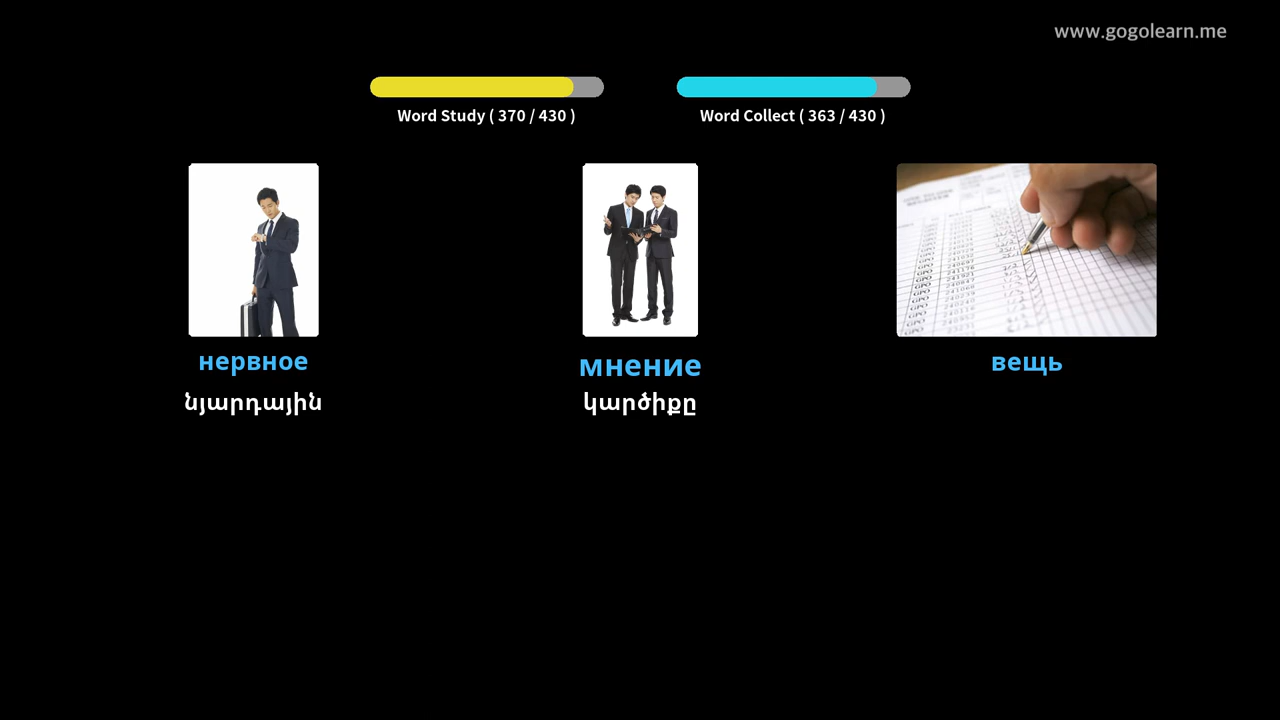 www.gogolearn.me
Word Study ( 370 / 430 )
Word Collect ( 363 / 430 )
нервное
мнение
вещь
նյարդային
կարծիքը